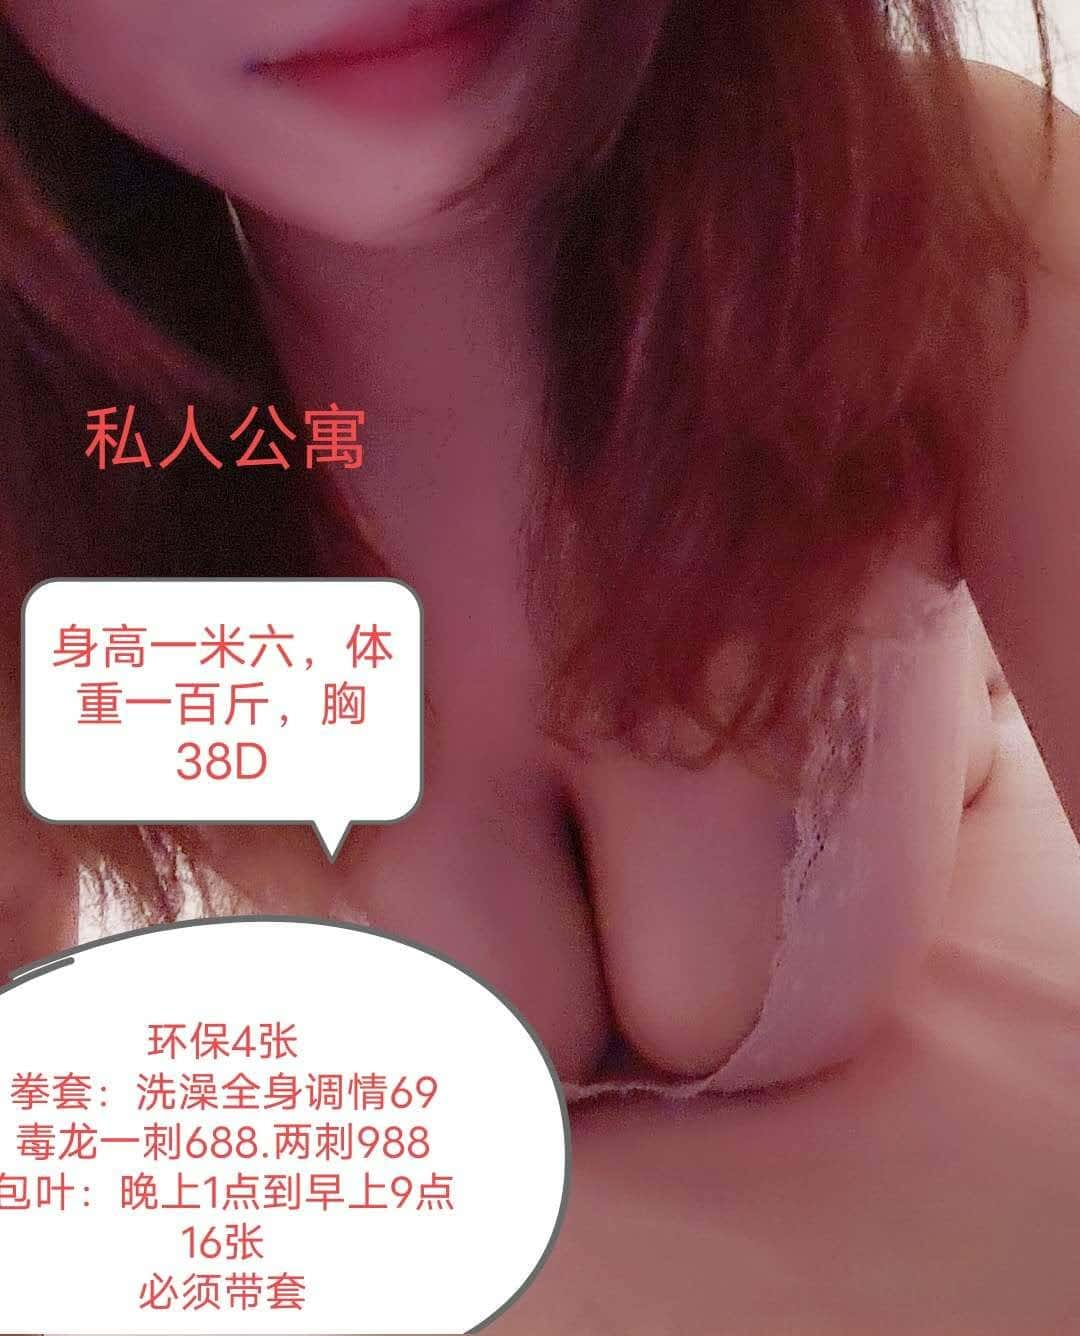 私人公寓
身高一米六，体
重一百斤，胸
38D
环保4张
拳套：洗澡全身调情69
毒龙一刺688.两刺988
包叶：晚上1点到早上9点
16张
必须带套